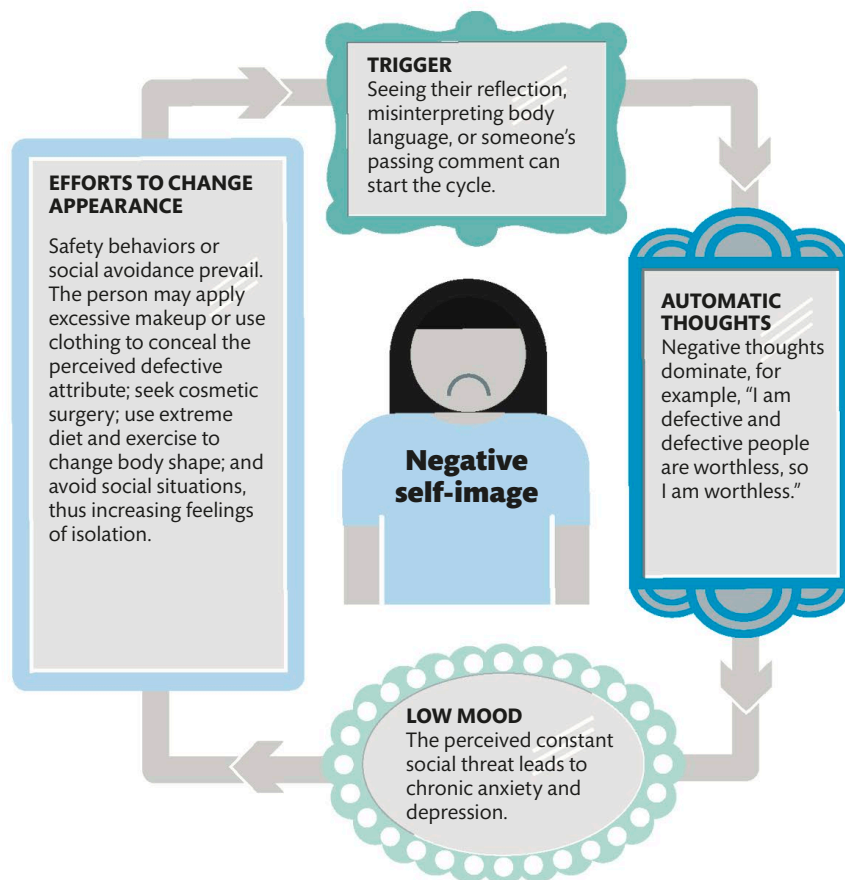 TRIGGER
Seeing their reflection,
misinterpreting body
language, or someone’s
passing comment can
start the cycle.
AUTOMATIC
THOUGHTS
Negative thoughts
dominate, for
example, “I am
defective and
defective people
are worthless, so
I am worthless.”
LOW MOOD
The perceived constant
social threat leads to
chronic anxiety and
depression.
EFFORTS TO CHANGE
APPEARANCE
Safety behaviors or
social avoidance prevail.
The person may apply
excessive makeup or use
clothing to conceal the
perceived defective
attribute; seek cosmetic
surgery; use extreme
diet and exercise to
change body shape; and
avoid social situations,
thus increasing feelings
of isolation.
Negative
self-image